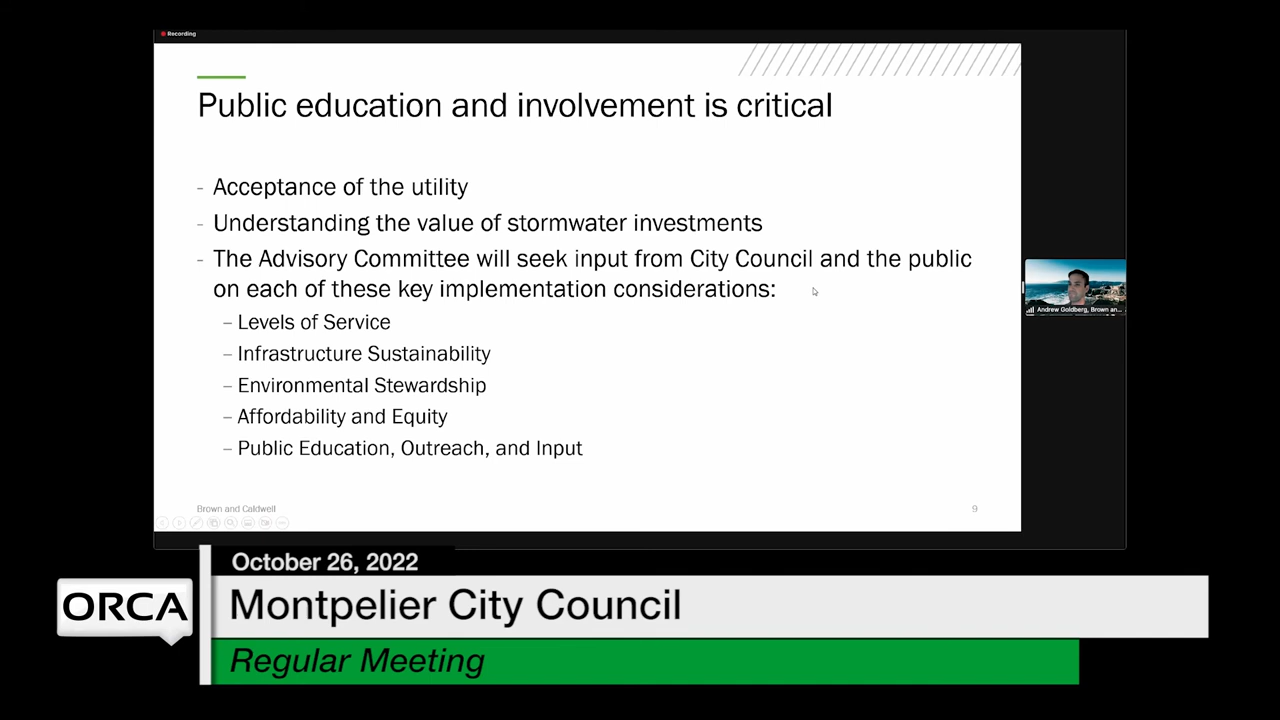 Recording
Public education and involvement is critical
- Acceptance of the utility
- Understanding the value of stormwater investments
- The Advisory Committee will seek input from City Council and the public
on each of these key implementation considerations:
– Levels of Service
– Infrastructure Sustainability
– Environmental Stewardship
– Affordability and Equity
– Public Education, Outreach, and Input
Andrew Goldberg, Brown an...
Brown and Caldwell
9
October 26, 2022
ORCA
Montpelier City Council
Regular Meeting